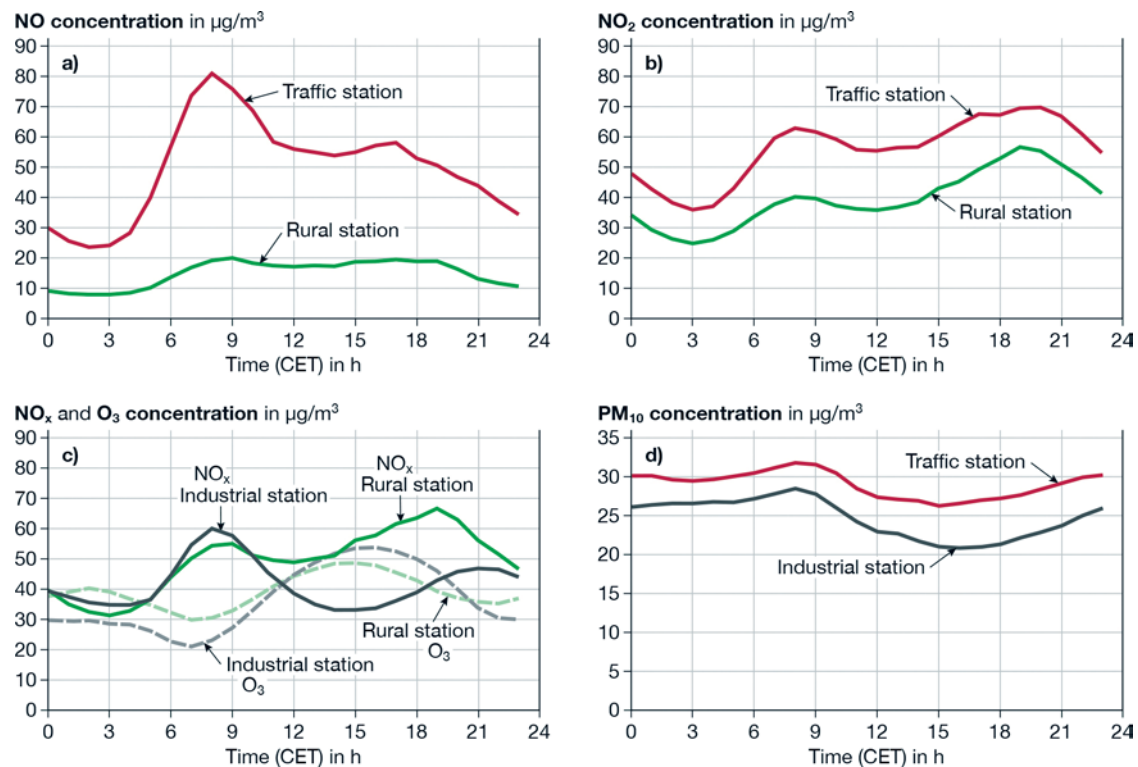 NO concentration in µg/m³
90
80
70
60
50
40
30
20
10
0
a)
Traffic station
Rural station
0 3 6 9 12 15 18 21 24
Time (CET) in h
NO₂ concentration in µg/m³
90
80
70
60
50
40
30
20
10
0
b)
Traffic station
Rural station
0 3 6 9 12 15 18 21 24
Time (CET) in h
NOₓ and O₃ concentration in µg/m³
90
80
70
60
50
40
30
20
10
0
c)
NOₓ
Industrial station
NOₓ
Rural station
Rural station
O₃
Industrial station
O₃
0 3 6 9 12 15 18 21 24
Time (CET) in h
PM₁₀ concentration in µg/m³
35
30
25
20
15
10
5
0
d)
Traffic station
Industrial station
0 3 6 9 12 15 18 21 24
Time (CET) in h